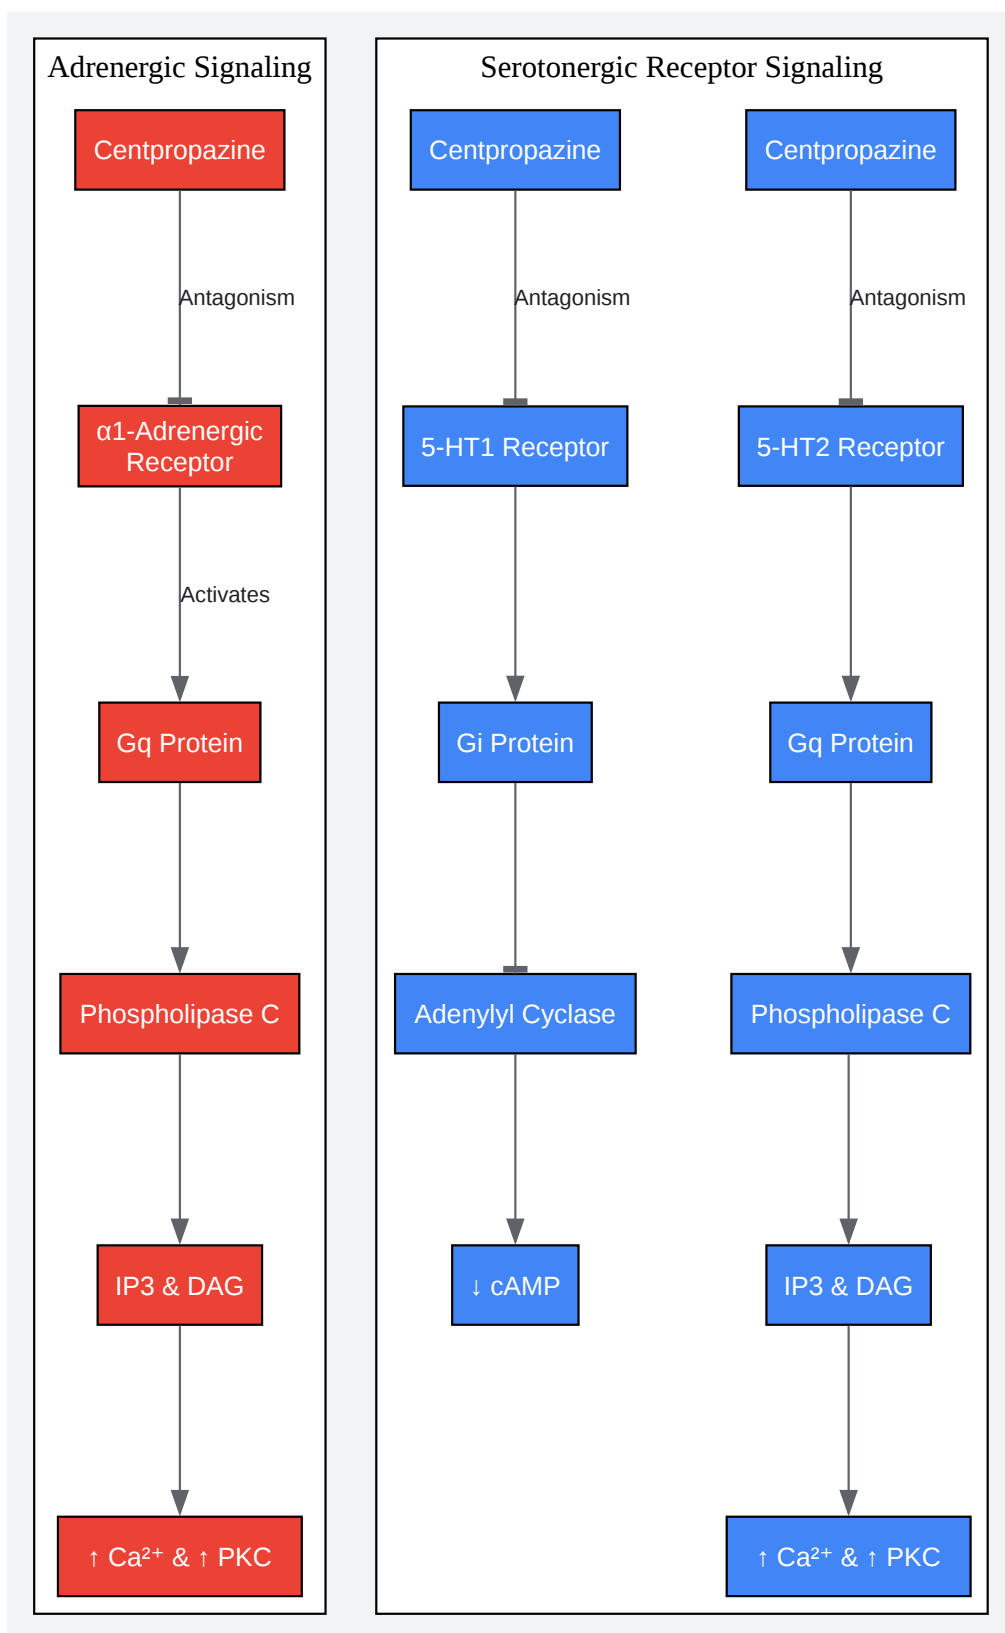 Adrenergic Signaling
Centpropazine
Antagonism
α1-Adrenergic
Receptor
Activates
Gq Protein
Phospholipase C
IP3 & DAG
↑ Ca²⁺ & ↑ PKC
Serotonergic Receptor Signaling
Centpropazine
Antagonism
5-HT1 Receptor
Gi Protein
Adenylyl Cyclase
↓ cAMP
Centpropazine
Antagonism
5-HT2 Receptor
Gq Protein
Phospholipase C
IP3 & DAG
↑ Ca²⁺ & ↑ PKC